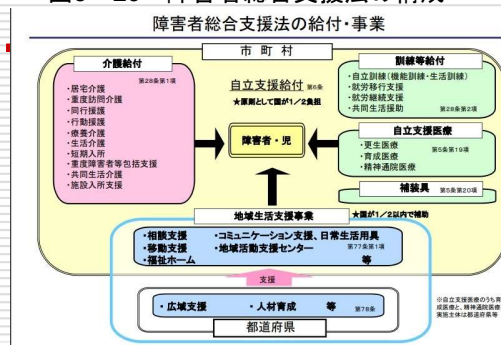 障害者総合支援法の給付・事業
市町村
介護給付
第28条第1項
・居宅介護
・重度訪問介護
・同行援護
・行動援護
・療養介護
・生活介護
・短期入所
・重度障害者等包括支援
・共同生活介護
・施設入所支援
自立支援給付 第6条
★原則として国が1/2負担
障害者・児
訓練等給付
・自立訓練(機能訓練・生活訓練)
・就労移行支援
・就労継続支援
・共同生活援助 第28条第2項
自立支援医療
・更生医療
・育成医療 第5条第19項
・精神通院医療
補装具 第5条第20項
地域生活支援事業
★国が1/2以内で補助
・相談支援 ・コミュニケーション支援、日常生活用具
・移動支援 ・地域活動支援センター 第77条第1項
・福祉ホーム 等
支援
・広域支援 ・人材育成 等 第78条
都道府県
※自立支援医療のうち育
成医療と、精神通院医療
実施主体は都道府県等